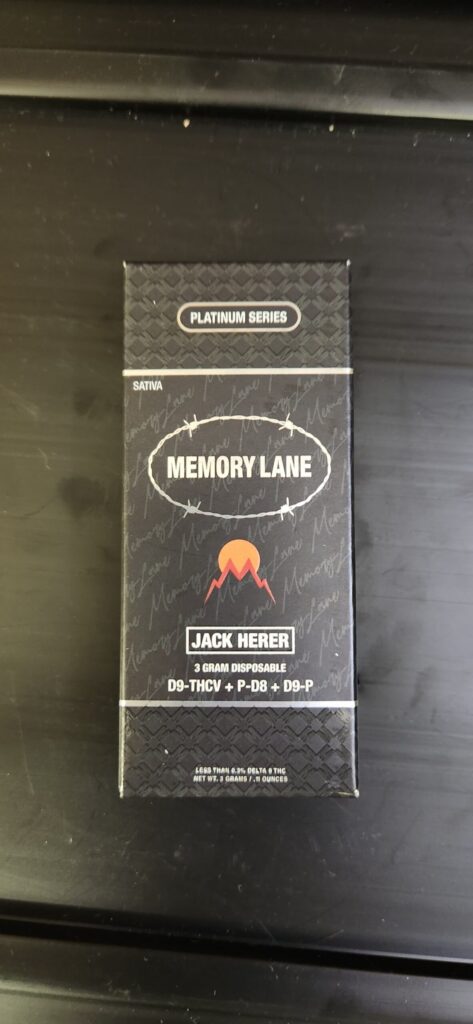 PLATINUM SERIES
SATIVA
MEMORY LANE
JACK HERER
3 GRAM DISPOSABLE
D9-THCV + P-D8 + D9-P
LESS THAN 0.3% DELTA 9 THC
NET WT. 3 GRAMS / .11 OUNCES